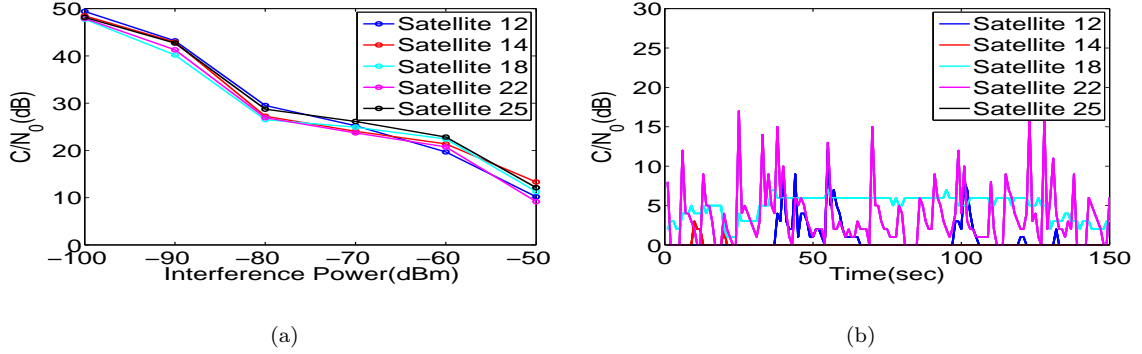 50
40
30
20
10
0
−100
−90
−80
−70
−60
−50
C/N0(dB)
Interference Power(dBm)
Satellite 12
Satellite 14
Satellite 18
Satellite 22
Satellite 25
(a)
30
25
20
15
10
5
0
0
50
100
150
C/N0(dB)
Time(sec)
Satellite 12
Satellite 14
Satellite 18
Satellite 22
Satellite 25
(b)